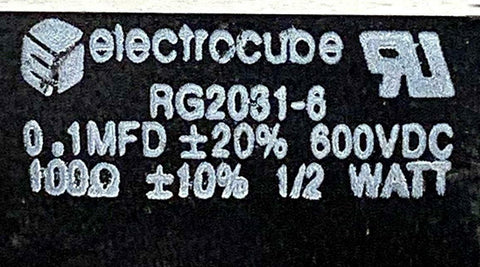 electrocube
RG2031-6
0.1MFD ±20% 600VDC
100Ω ±10% 1/2 WATT